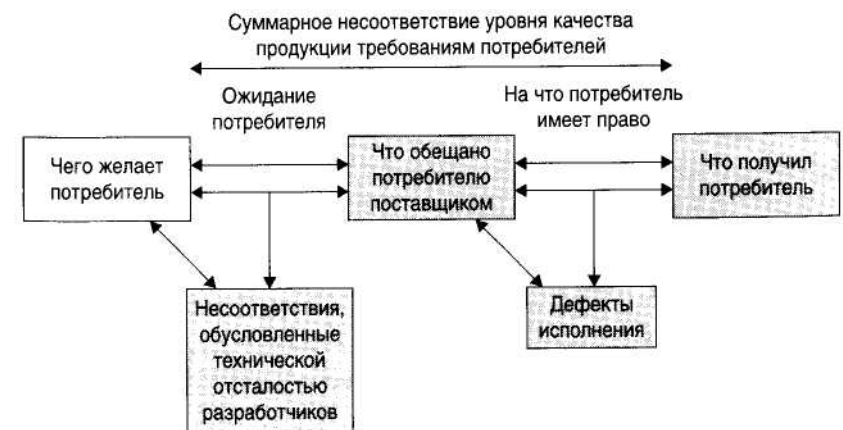 Суммарное несоответствие уровня качества
продукции требованиям потребителей
Ожидание
потребителя
На что потребитель
имеет право
Чего желает
потребитель
Что обещано
потребителю
поставщиком
Что получил
потребитель
Несоответствия,
обусловленные
технической
отсталостью
разработчиков
Дефекты
исполнения